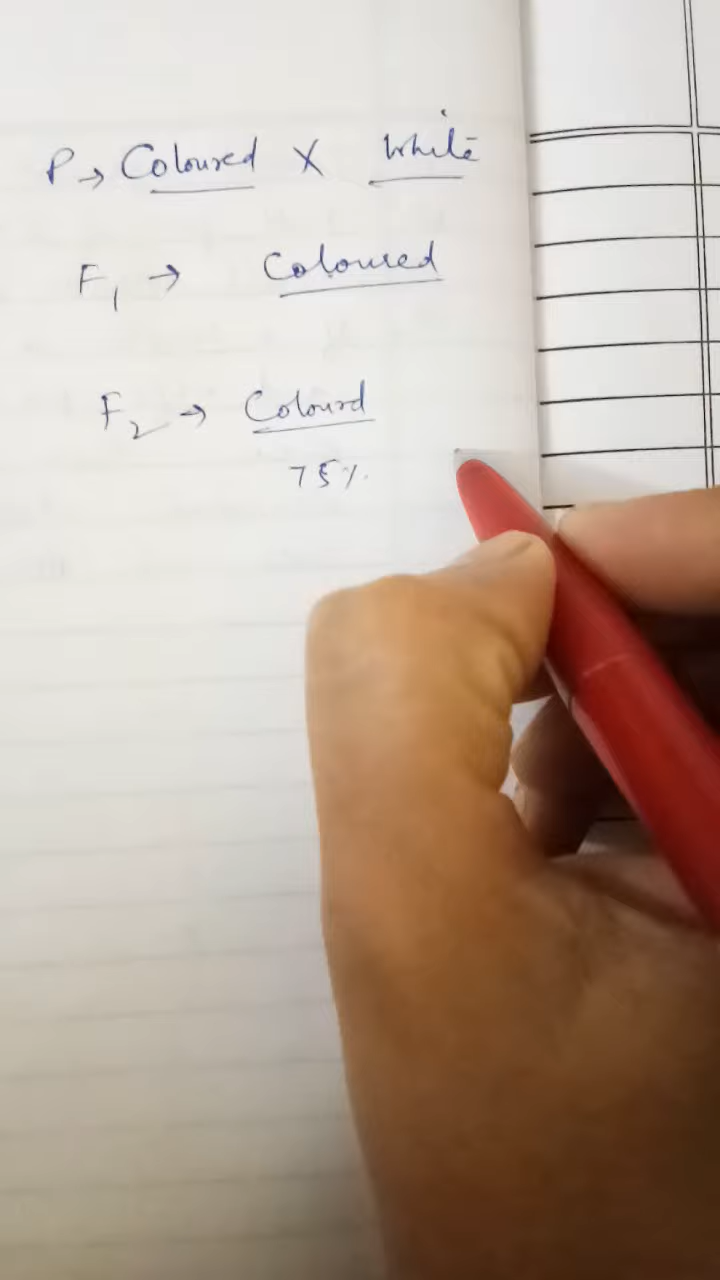 P → Coloured X White
F₁ → Coloured
F₂ → Colourd
75%